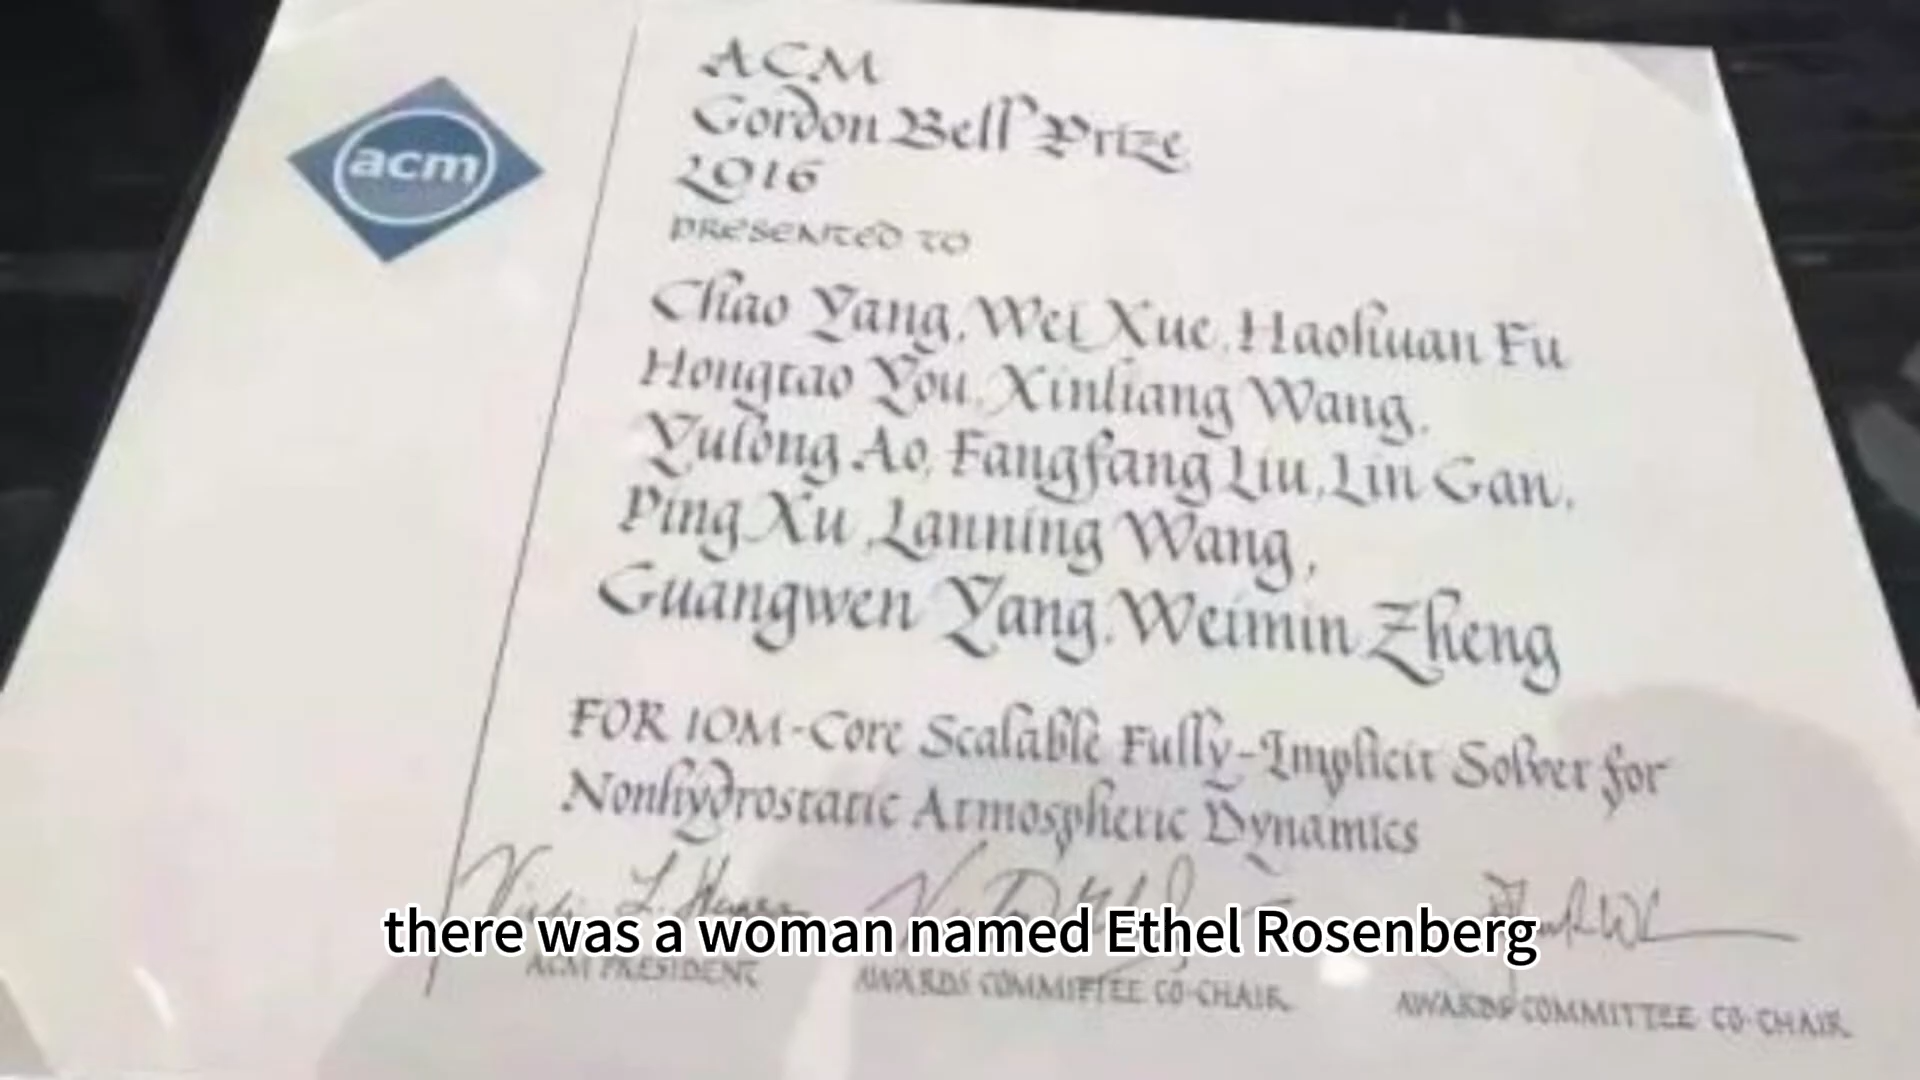 acm
ACM
Gordon Bell Prize
2016
PRESENTED TO
Chao Yang, Wei Xue, Haohuan Fu
Hongtao You, Xinliang Wang,
Yulong Ao, Fangfang Liu, Lin Gan,
Ping Xu, Lanning Wang,
Guangwen Yang, Weimin Zheng
FOR 10M-Core Scalable Fully-Implicit Solver for
Nonhydrostatic Atmospheric Dynamics
there was a woman named Ethel Rosenberg
ACM PRESIDENT
AWARDS COMMITTEE CO-CHAIR
AWARDS COMMITTEE CO-CHAIR